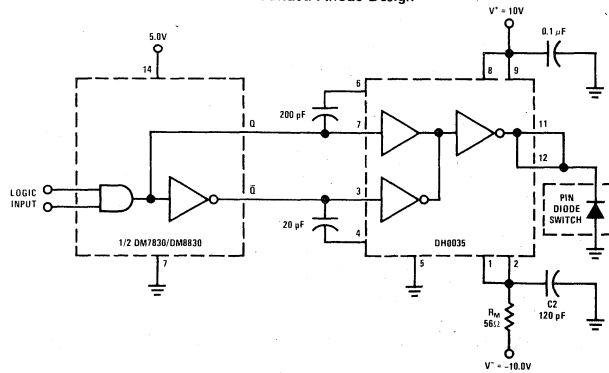 Grounded Anode Design
V⁺ = 10V
5.0V
0.1 µF
14
6
8
9
Q
200 pF
7
11
12
LOGIC
INPUT
Q̅
3
PIN
DIODE
SWITCH
20 pF
4
1/2 DM7830/DM8830
DH0035
7
5
1
2
C2
120 pF
R_M
56Ω
V⁻ = -10.0V